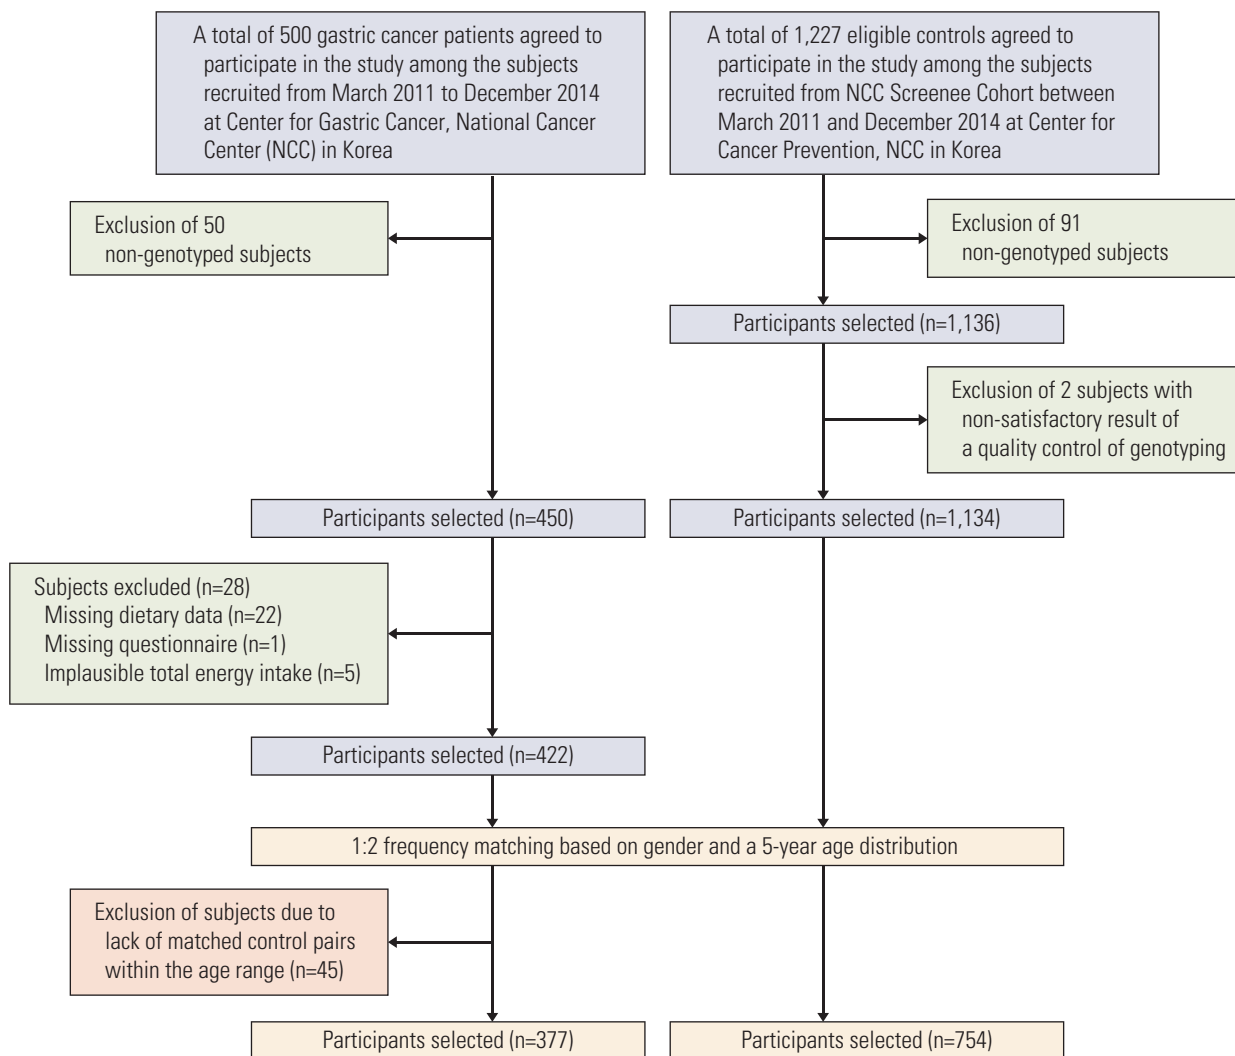 A total of 500 gastric cancer patients agreed to
participate in the study among the subjects
recruited from March 2011 to December 2014
at Center for Gastric Cancer, National Cancer
Center (NCC) in Korea
A total of 1,227 eligible controls agreed to
participate in the study among the subjects
recruited from NCC Screenee Cohort between
March 2011 and December 2014 at Center for
Cancer Prevention, NCC in Korea
Exclusion of 50
non-genotyped subjects
Exclusion of 91
non-genotyped subjects
Participants selected (n=1,136)
Exclusion of 2 subjects with
non-satisfactory result of
a quality control of genotyping
Participants selected (n=450)
Participants selected (n=1,134)
Subjects excluded (n=28)
Missing dietary data (n=22)
Missing questionnaire (n=1)
Implausible total energy intake (n=5)
Participants selected (n=422)
1:2 frequency matching based on gender and a 5-year age distribution
Exclusion of subjects due to
lack of matched control pairs
within the age range (n=45)
Participants selected (n=377)
Participants selected (n=754)